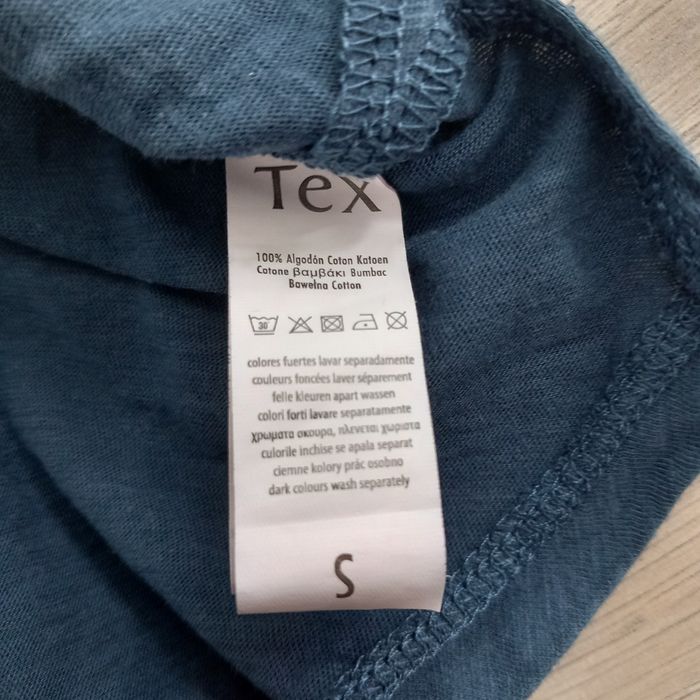 Tex
100% Algodón Coton Katoen
Cotone Βαμβάκι Bumbac
Bawełna Cotton
30°
colores fuertes lavar separadamente
couleurs foncées laver séparement
felle kleuren apart wassen
colori forti lavare separatamente
χρωματα σκουρα, πλενεται χωριστα
culorile inchise se apala separat
ciemne kolory prác osobno
dark colours wash separately
S